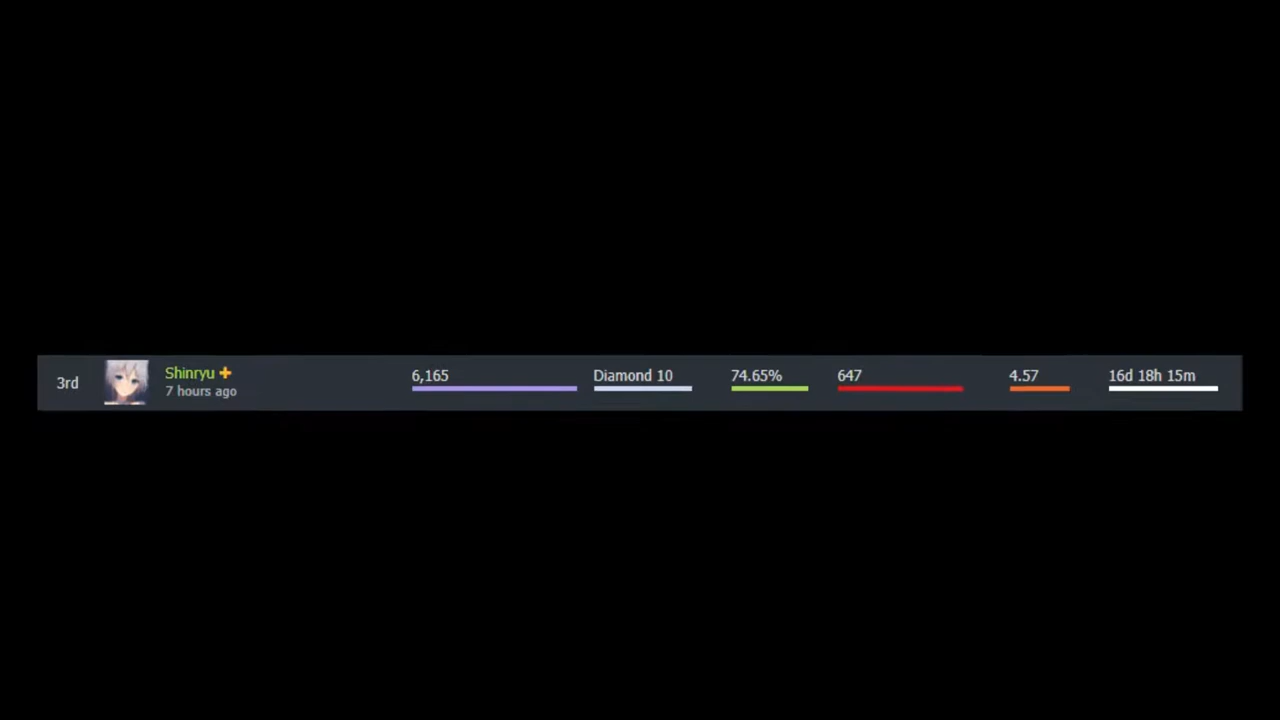 3rd
Shinryu
7 hours ago
6,165
Diamond 10
74.65%
647
4.57
16d 18h 15m